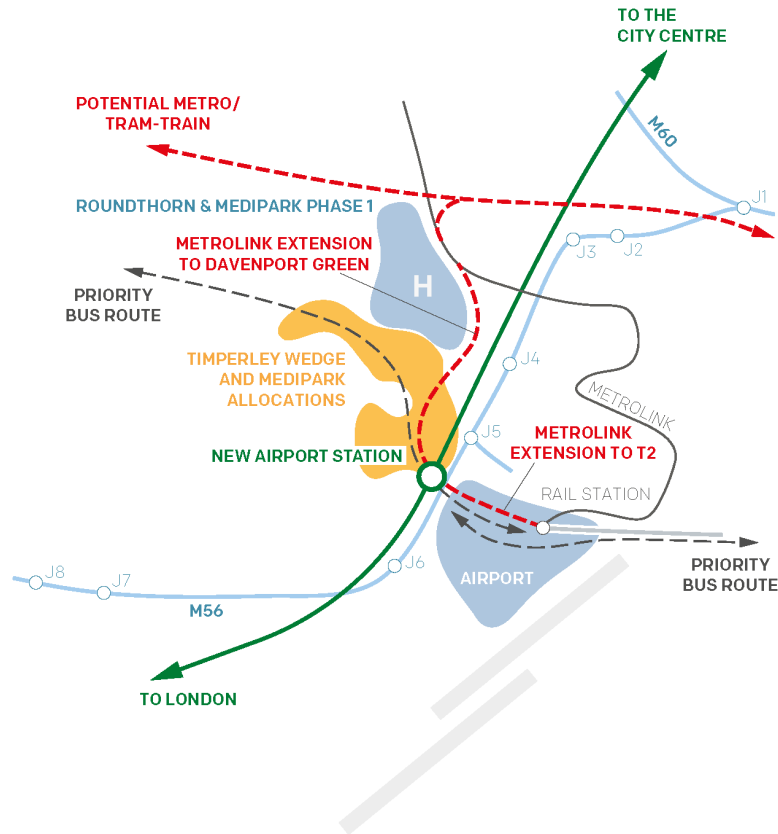 TO THE
CITY CENTRE
POTENTIAL METRO/
TRAM-TRAIN
M60
J1
ROUNDTHORN & MEDIPARK PHASE 1
J3
J2
METROLINK EXTENSION
TO DAVENPORT GREEN
H
PRIORITY
BUS ROUTE
TIMPERLEY WEDGE
AND MEDIPARK
ALLOCATIONS
J4
METROLINK
J5
METROLINK
EXTENSION TO T2
NEW AIRPORT STATION
RAIL STATION
J6
AIRPORT
PRIORITY
BUS ROUTE
J8
J7
M56
TO LONDON